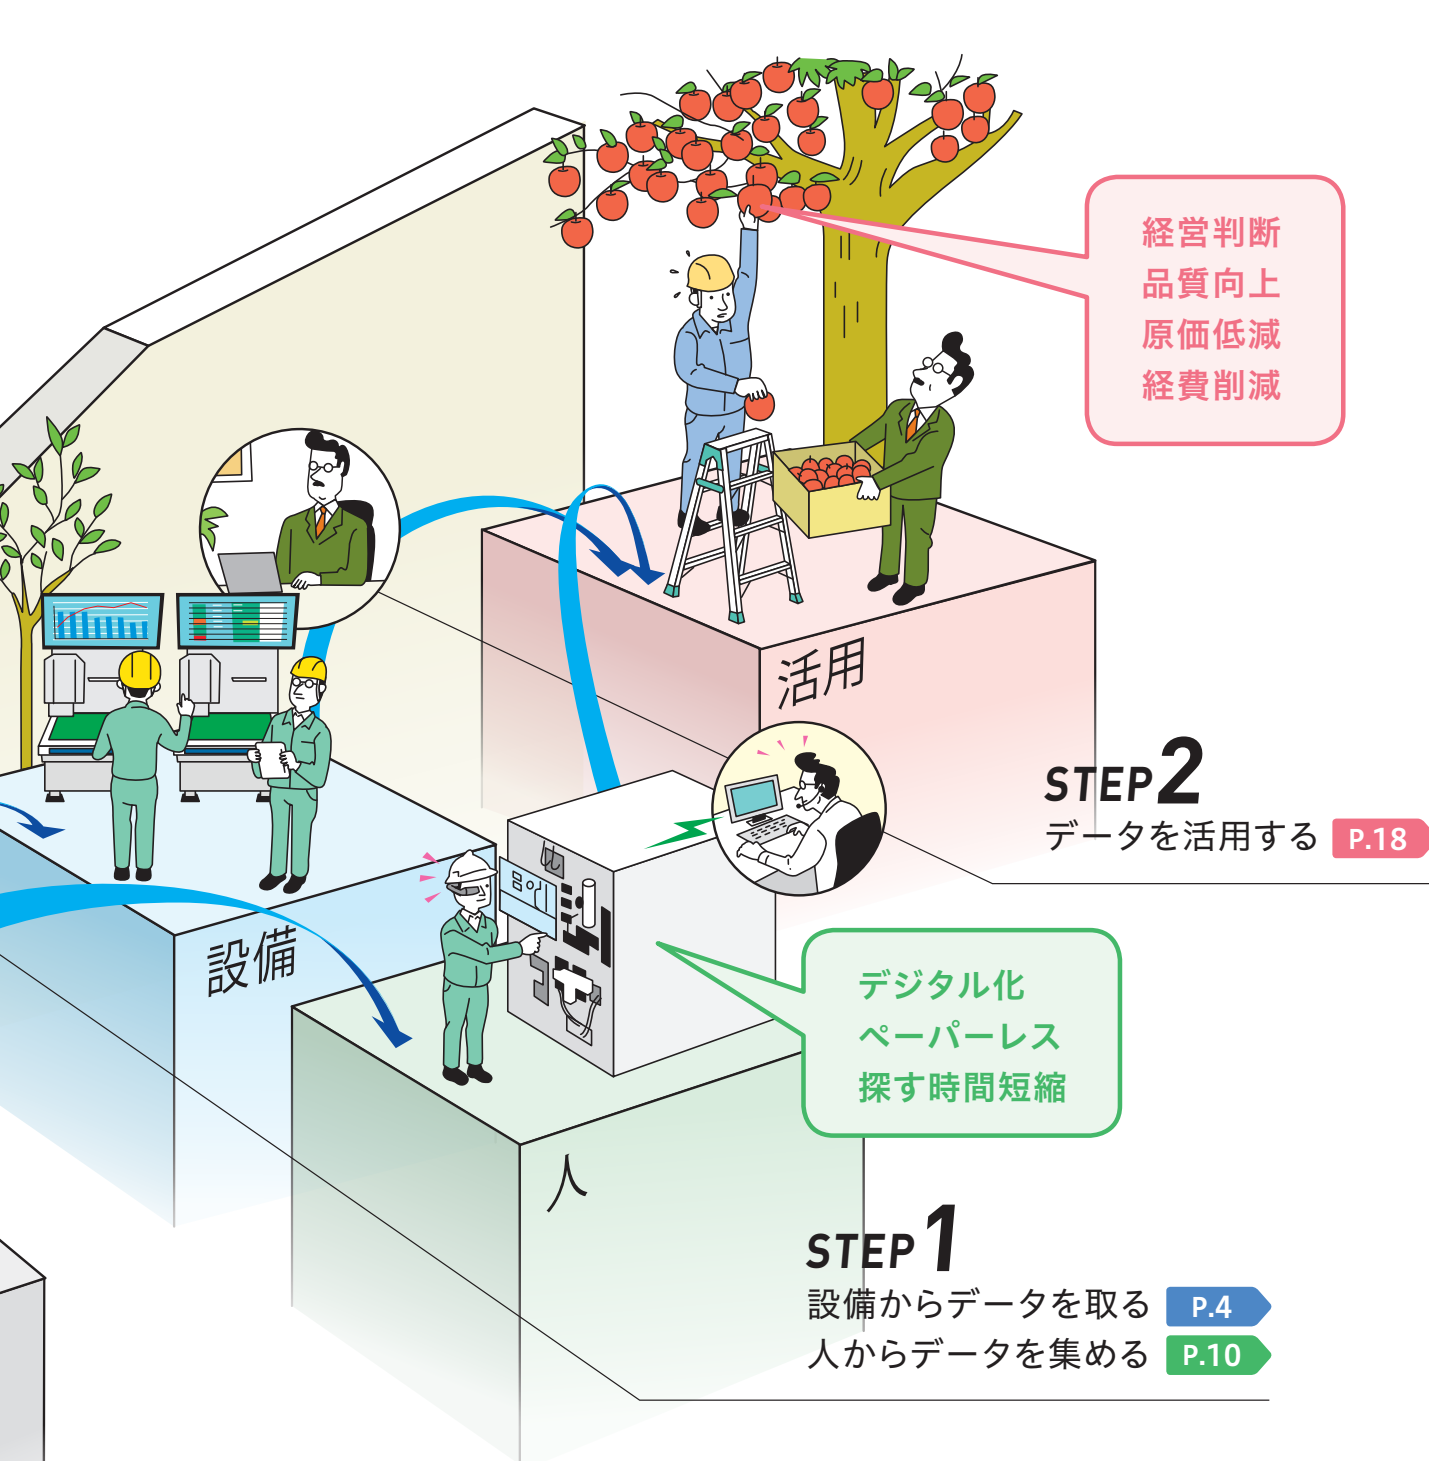 経営判断
品質向上
原価低減
経費削減
活用
STEP2
データを活用する P.18
設備
デジタル化
ペーパーレス
探す時間短縮
人
STEP1
設備からデータを取る P.4
人からデータを集める P.10